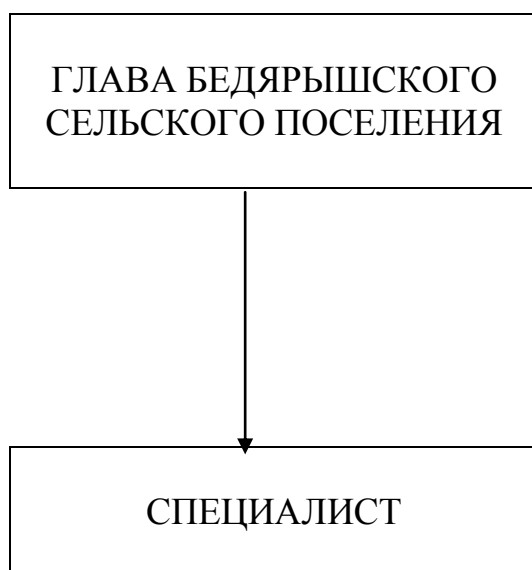 ГЛАВА БЕДЯРЫШСКОГО
СЕЛЬСКОГО ПОСЕЛЕНИЯ
СПЕЦИАЛИСТ